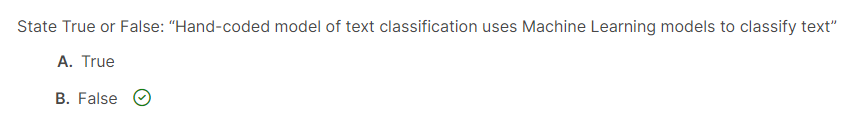 State True or False: “Hand-coded model of text classification uses Machine Learning models to classify text”
A. True
B. False